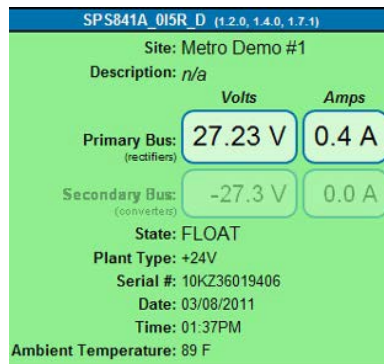 SPS841A_0I5R_D (1.2.0, 1.4.0, 1.7.1)
Site: Metro Demo #1
Description: n/a
Volts Amps
Primary Bus: 27.23 V 0.4 A
(rectifiers)
Secondary Bus: -27.3 V 0.0 A
(converters)
State: FLOAT
Plant Type: +24V
Serial #: 10KZ36019406
Date: 03/08/2011
Time: 01:37PM
Ambient Temperature: 89 F